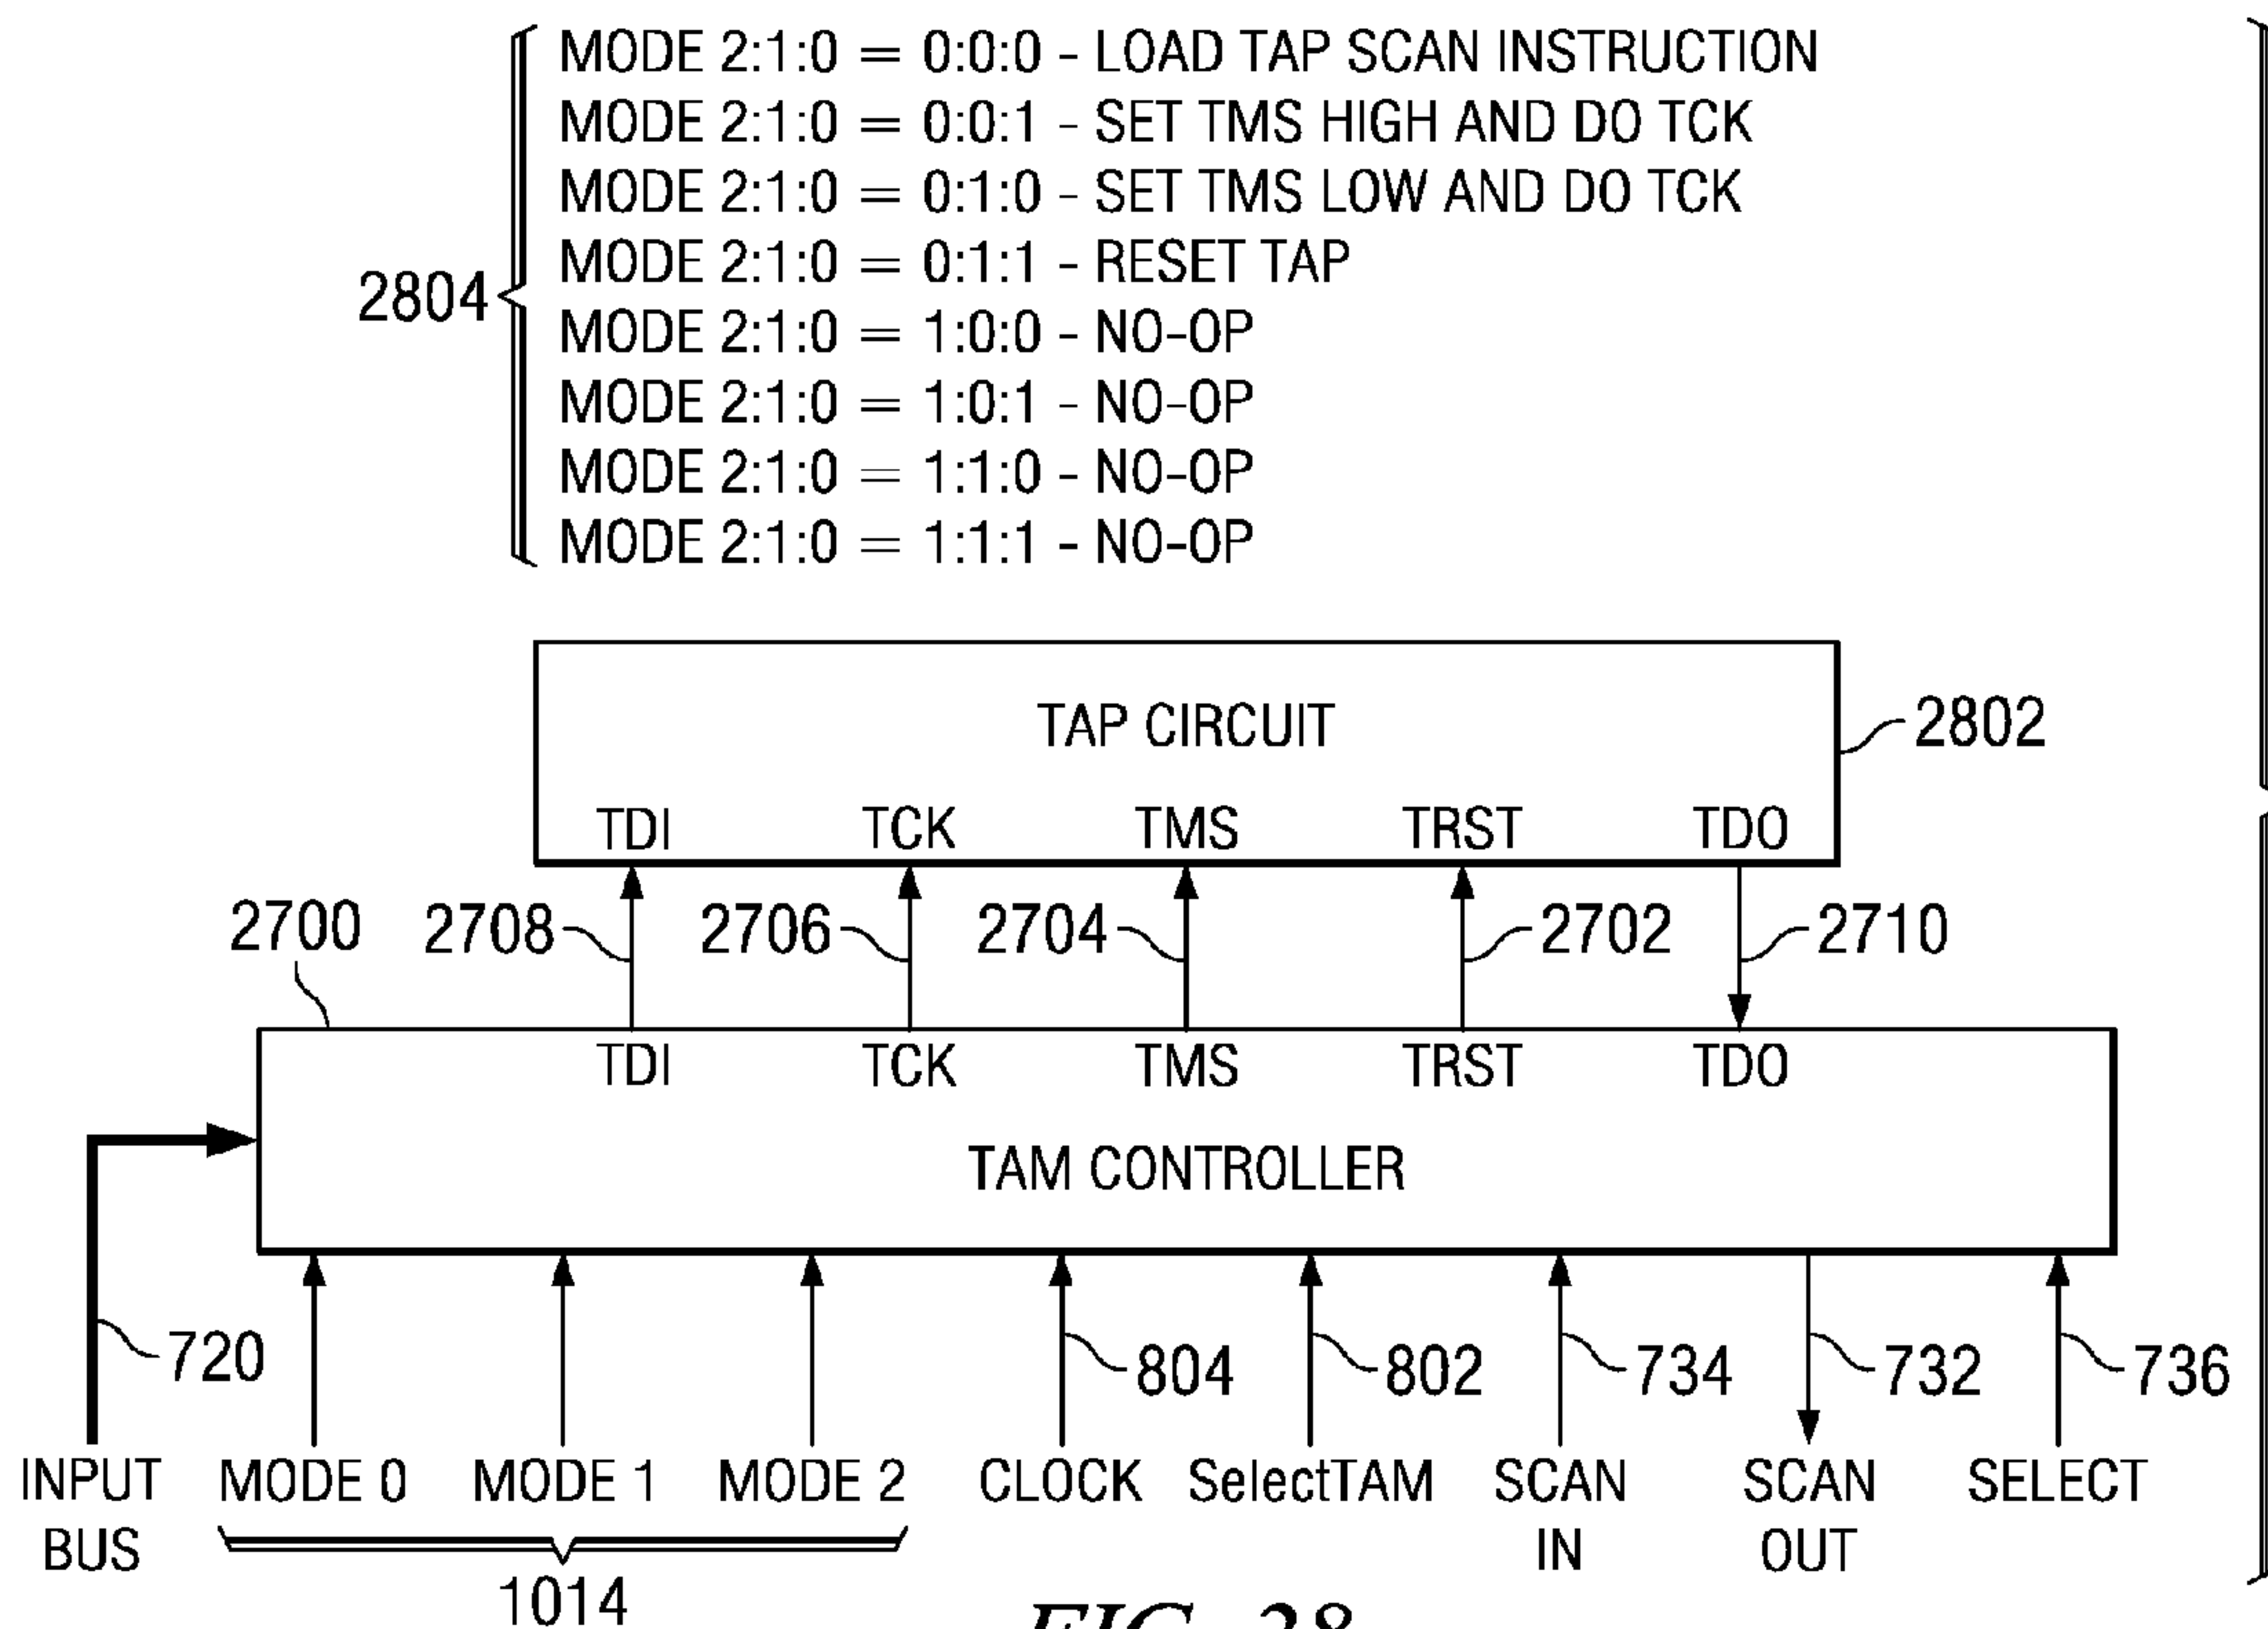 MODE 2:1:0 = 0:0:0 - LOAD TAP SCAN INSTRUCTION
MODE 2:1:0 = 0:0:1 - SET TMS HIGH AND DO TCK
MODE 2:1:0 = 0:1:0 - SET TMS LOW AND DO TCK
MODE 2:1:0 = 0:1:1 - RESET TAP
2804
MODE 2:1:0 = 1:0:0 - NO-OP
MODE 2:1:0 = 1:0:1 - NO-OP
MODE 2:1:0 = 1:1:0 - NO-OP
MODE 2:1:0 = 1:1:1 - NO-OP
TAP CIRCUIT
2802
TDI TCK TMS TRST TDO
2700 2708 2706 2704 2702 2710
TDI TCK TMS TRST TDO
TAM CONTROLLER
720 804 802 734 732 736
INPUT BUS
MODE 0 MODE 1 MODE 2 CLOCK SelectTAM
SCAN IN
SCAN OUT
SELECT
1014
FIG. 28